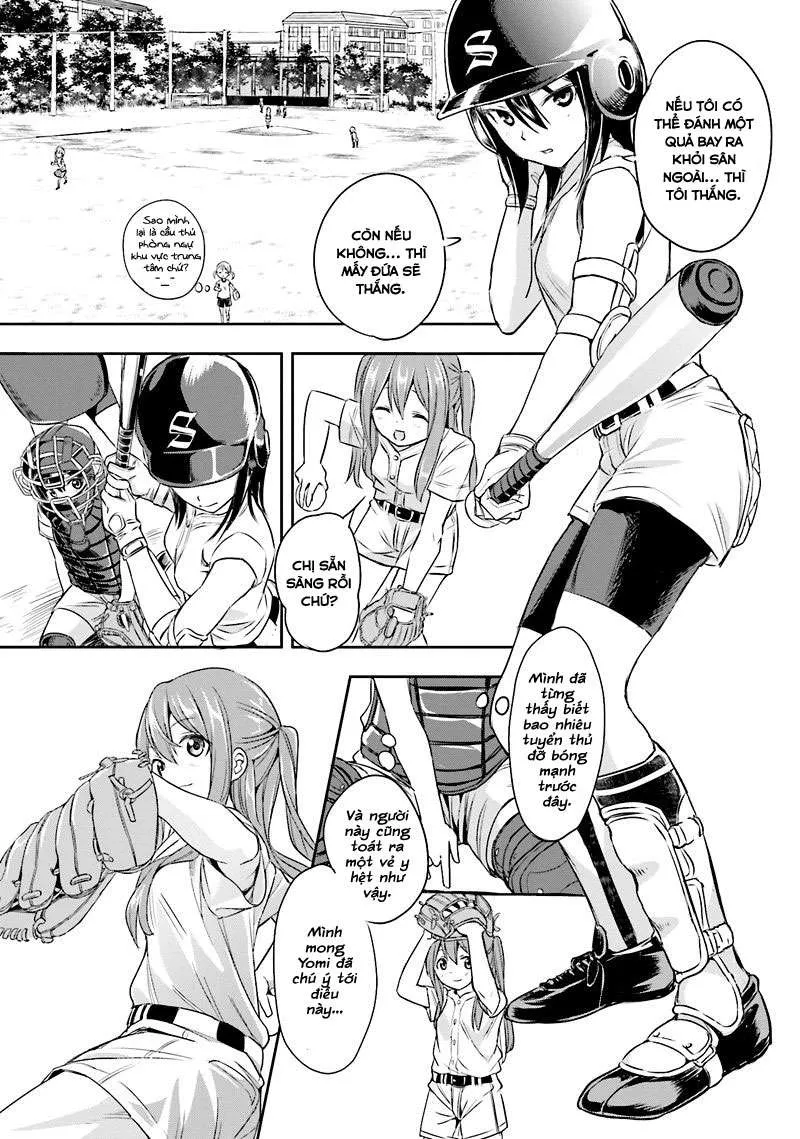 S
NẾU TÔI CÓ
THỂ ĐÁNH MỘT
QUẢ BAY RA
KHỎI SÂN
NGOÀI... THÌ
TÔI THẮNG.
CÒN NẾU
KHÔNG... THÌ
MẤY ĐỨA SẼ
THẮNG.
Sao mình
lại là cầu thủ
phòng ngự
khu vực trung
tâm chứ?
-_-
CHỊ SẴN
SÀNG RỒI
CHỨ?
S
Mình đã
từng
thấy biết
bao nhiêu
tuyển thủ
đỡ bóng
mạnh
trước
đây.
Và người
này cũng
toát ra
một vẻ y
hệt như
vậy.
Mình
mong
Yomi đã
chú ý tới
điều
này...